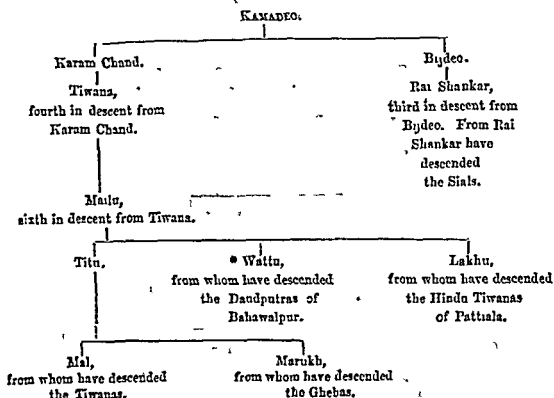 KAMADEO.
Karam Chand.
Tiwana,
fourth in descent from
Karam Chand.
Bijdeo.
Rai Shankar,
third in descent from
Bijdeo. From Rai
Shankar have
descended
the Sials.
Mailu,
sixth in descent from Tiwana.
Titu.
Wattu,
from whom have descended
the Daudputras of
Bahawalpur.
Lakhu,
from whom have descended
the Hindu Tiwanas
of Pattiala.
Mal,
from whom have descended
the Tiwanas.
Marukh,
from whom have descended
the Ghebas.